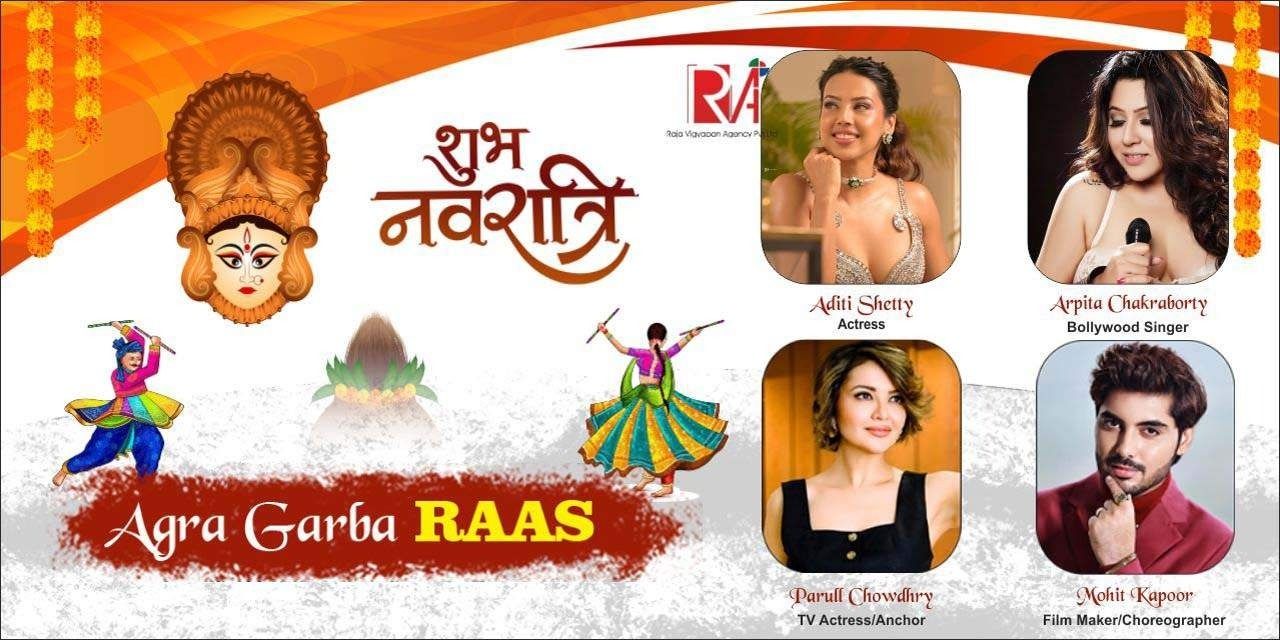 शुभ
नवरात्रि
RVA
Raja Vigyapan Agency Pvt Ltd
Aditi Shetty
Actress
Arpita Chakraborty
Bollywood Singer
Agra Garba RAAS
Parull Chowdhry
TV Actress/Anchor
Mohit Kapoor
Film Maker/Choreographer